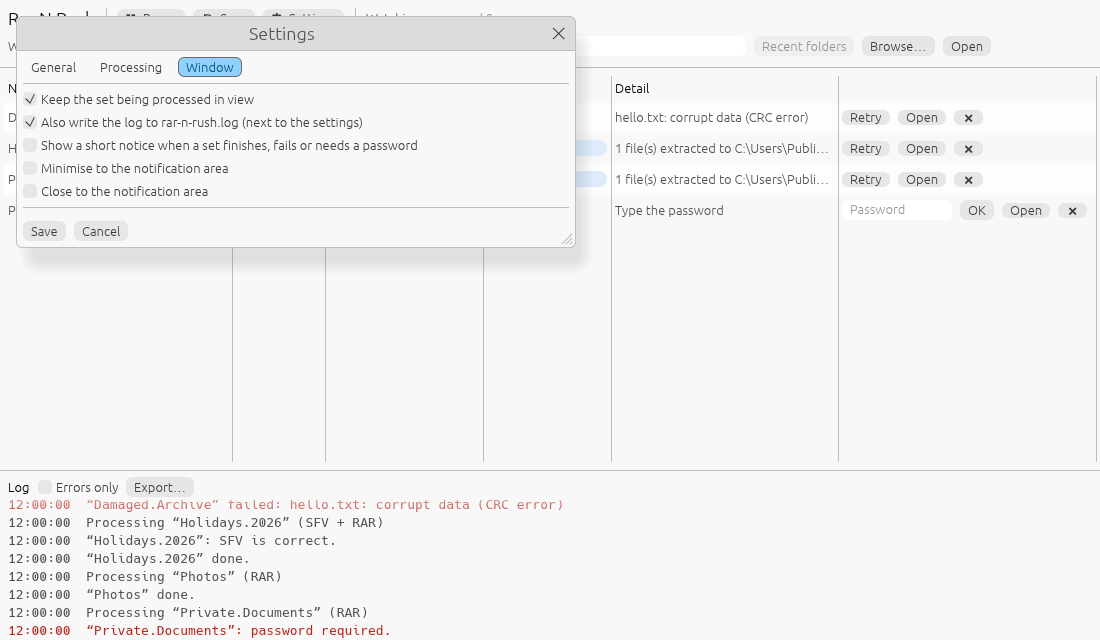 Settings
General Processing Window
Keep the set being processed in view
Also write the log to rar-n-rush.log (next to the settings)
Show a short notice when a set finishes, fails or needs a password
Minimise to the notification area
Close to the notification area
Save Cancel
Recent folders Browse… Open
Detail
hello.txt: corrupt data (CRC error) Retry Open
1 file(s) extracted to C:\Users\Publi… Retry Open
1 file(s) extracted to C:\Users\Publi… Retry Open
Type the password Password OK Open
Log Errors only Export…
12:00:00 “Damaged.Archive” failed: hello.txt: corrupt data (CRC error)
12:00:00 Processing “Holidays.2026” (SFV + RAR)
12:00:00 “Holidays.2026”: SFV is correct.
12:00:00 “Holidays.2026” done.
12:00:00 Processing “Photos” (RAR)
12:00:00 “Photos” done.
12:00:00 Processing “Private.Documents” (RAR)
12:00:00 “Private.Documents”: password required.